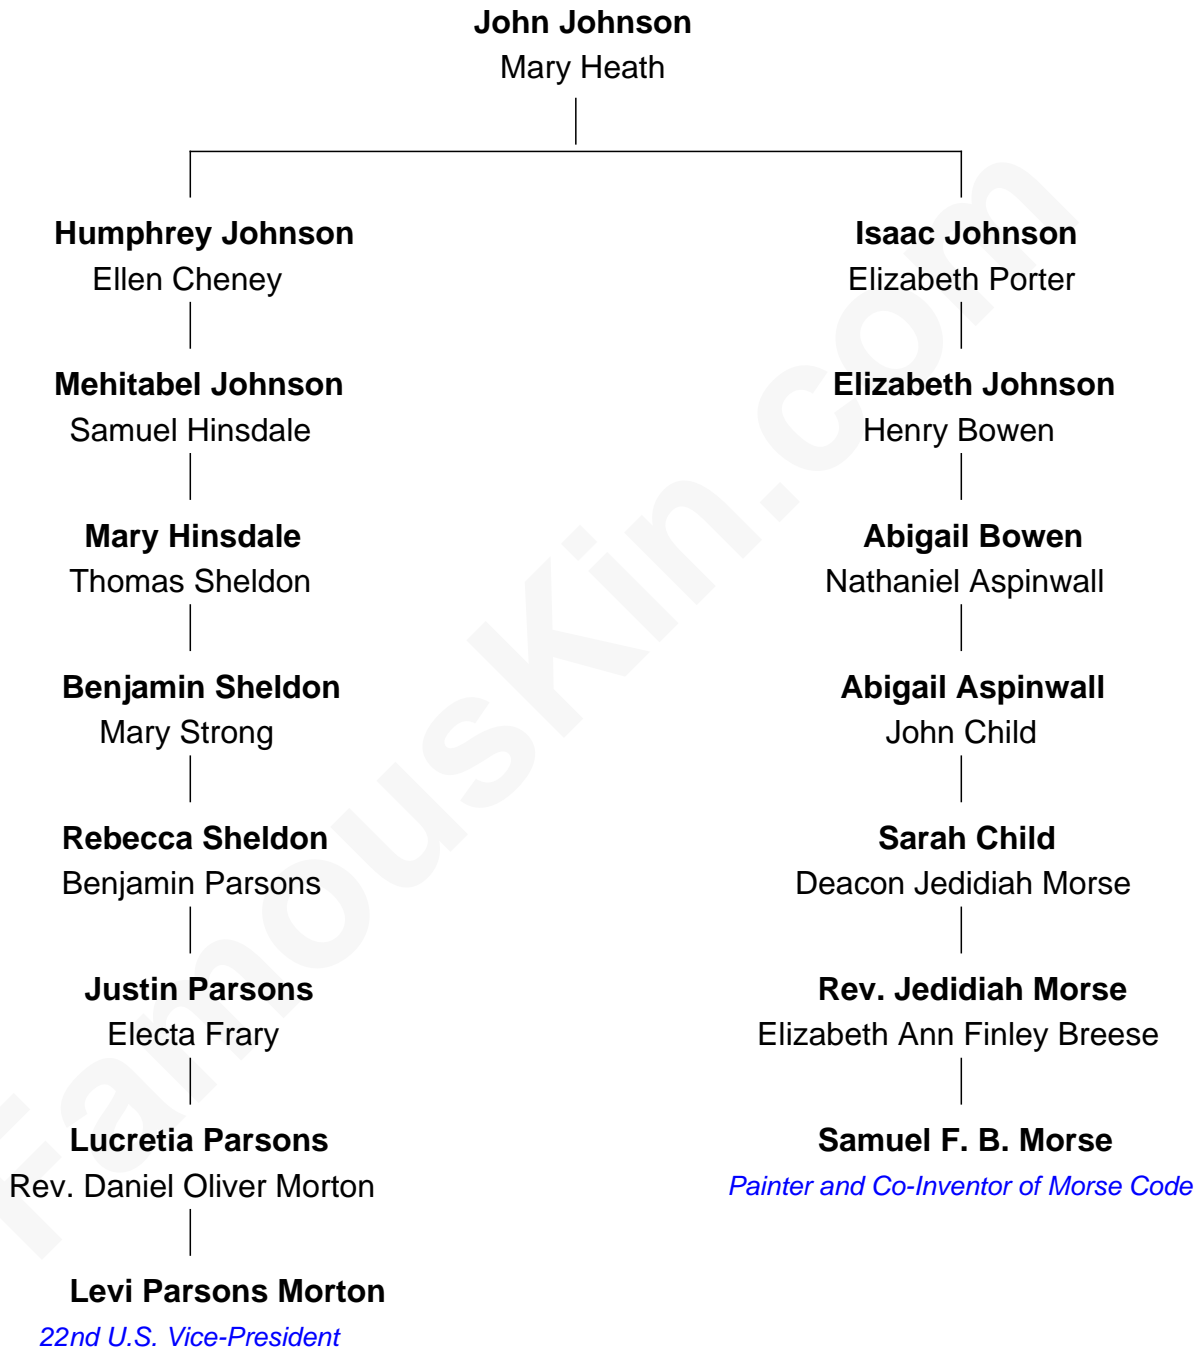 John Johnson
Mary Heath
Humphrey Johnson
Ellen Cheney
Isaac Johnson
Elizabeth Porter
Mehitabel Johnson
Samuel Hinsdale
Elizabeth Johnson
Henry Bowen
Mary Hinsdale
Thomas Sheldon
Abigail Bowen
Nathaniel Aspinwall
Benjamin Sheldon
Mary Strong
Abigail Aspinwall
John Child
Rebecca Sheldon
Benjamin Parsons
Sarah Child
Deacon Jedidiah Morse
Justin Parsons
Electa Frary
Rev. Jedidiah Morse
Elizabeth Ann Finley Breese
Lucretia Parsons
Rev. Daniel Oliver Morton
Samuel F. B. Morse
Painter and Co-Inventor of Morse Code
Levi Parsons Morton
22nd U.S. Vice-President
FamousKin.com